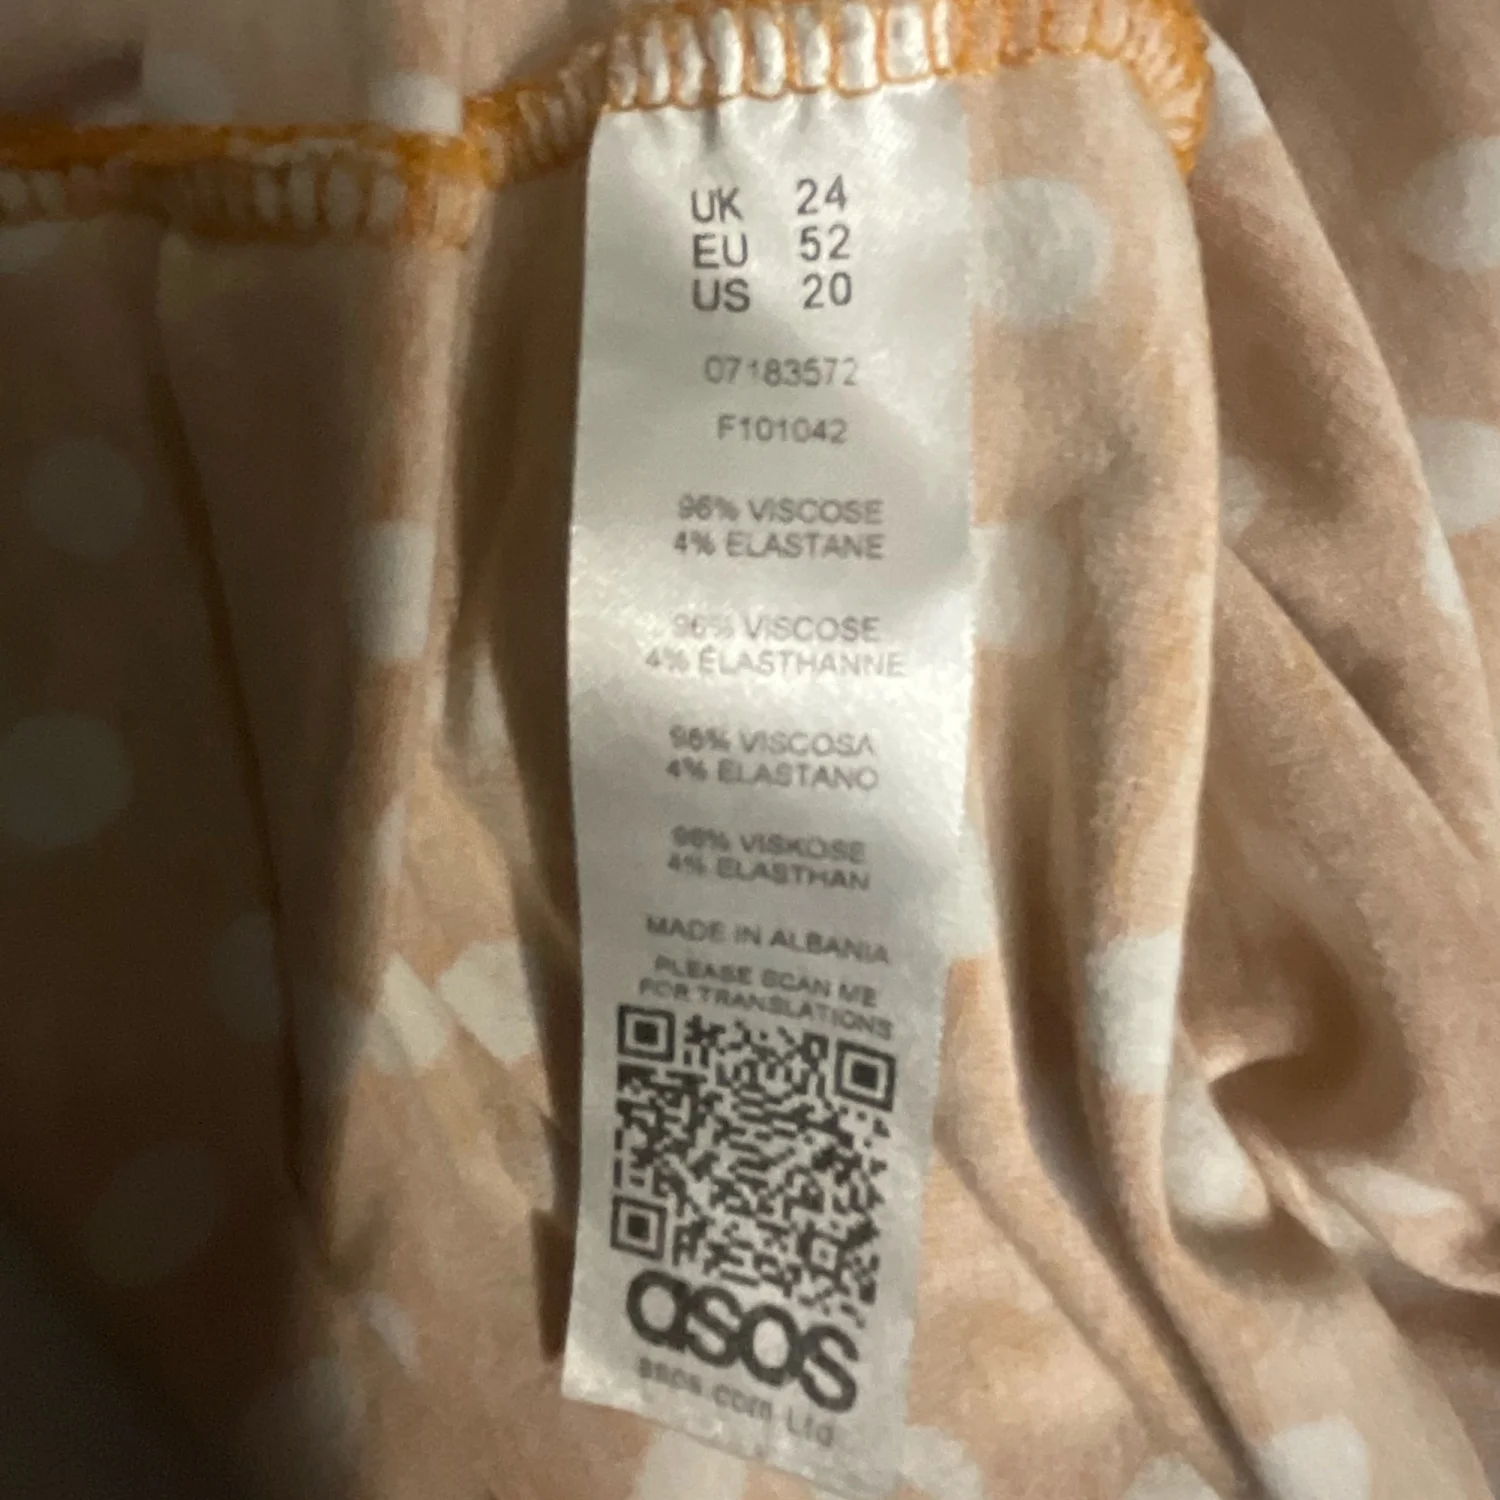 UK 24
EU 52
US 20
07183572
F101042
96% VISCOSE
4% ELASTANE
96% VISCOSE
4% ÉLASTHANNE
96% VISCOSA
4% ELASTANO
96% VISKOSE
4% ELASTHAN
MADE IN ALBANIA
PLEASE SCAN ME
FOR TRANSLATIONS
asos
asos.com Ltd